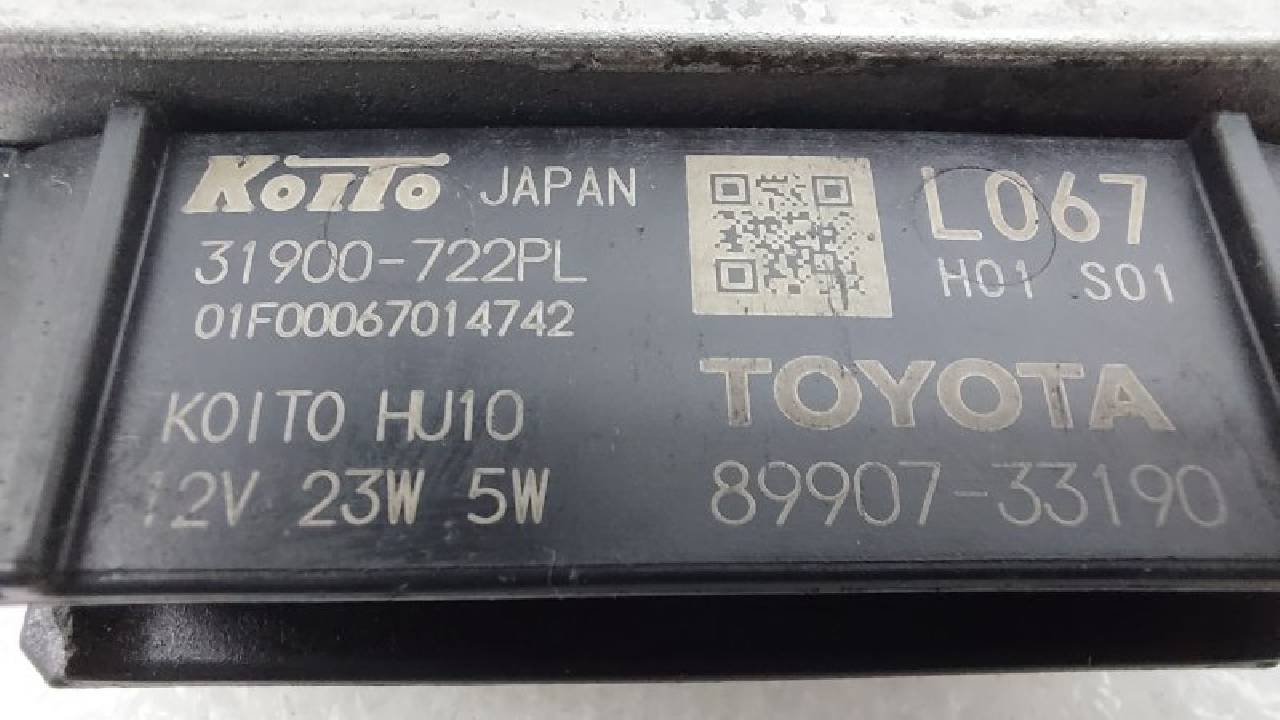 KOITO JAPAN
31900-722PL
01F00067014742
KOITO HU10
12V 23W 5W
L067
H01 S01
TOYOTA
89907-33190